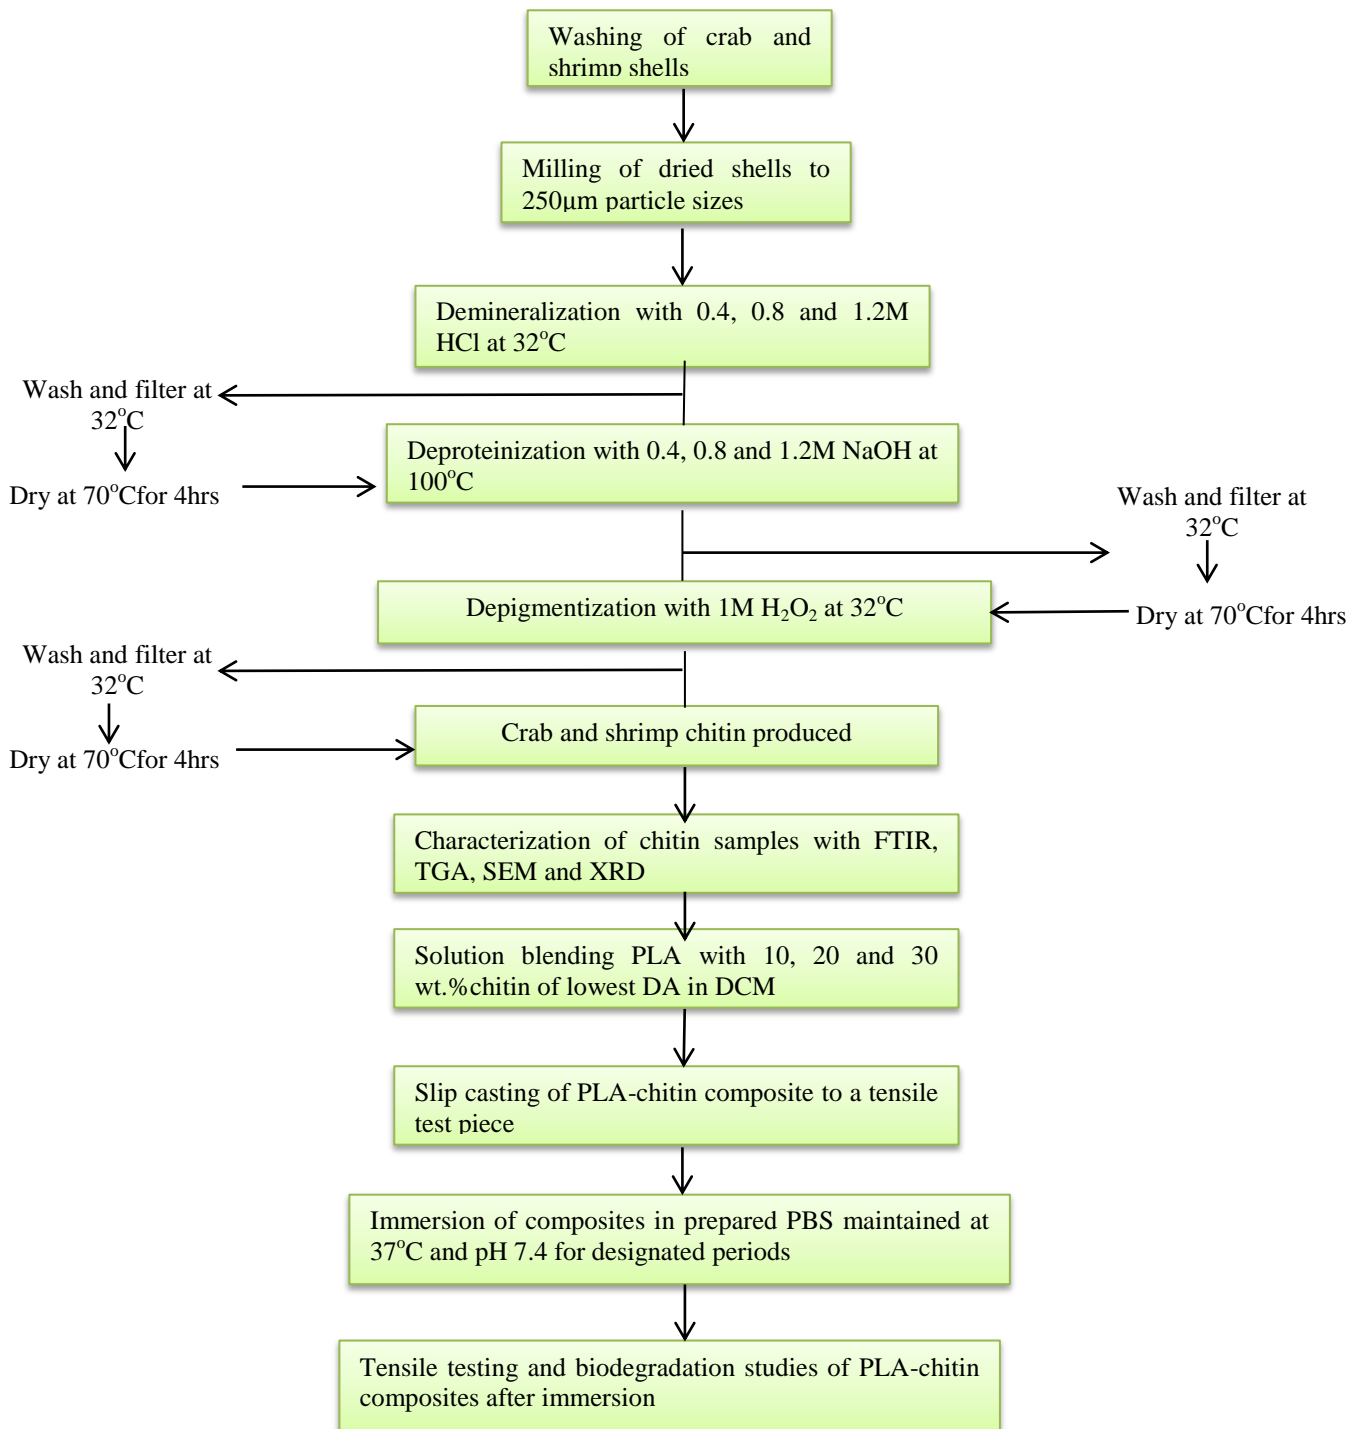 Washing of crab and
shrimp shells
Milling of dried shells to
250µm particle sizes
Demineralization with 0.4, 0.8 and 1.2M
HCl at 32°C
Wash and filter at
32°C
Dry at 70°Cfor 4hrs
Deproteinization with 0.4, 0.8 and 1.2M NaOH at
100°C
Wash and filter at
32°C
Dry at 70°Cfor 4hrs
Depigmentization with 1M H₂O₂ at 32°C
Wash and filter at
32°C
Dry at 70°Cfor 4hrs
Crab and shrimp chitin produced
Characterization of chitin samples with FTIR,
TGA, SEM and XRD
Solution blending PLA with 10, 20 and 30
wt.%chitin of lowest DA in DCM
Slip casting of PLA-chitin composite to a tensile
test piece
Immersion of composites in prepared PBS maintained at
37°C and pH 7.4 for designated periods
Tensile testing and biodegradation studies of PLA-chitin
composites after immersion